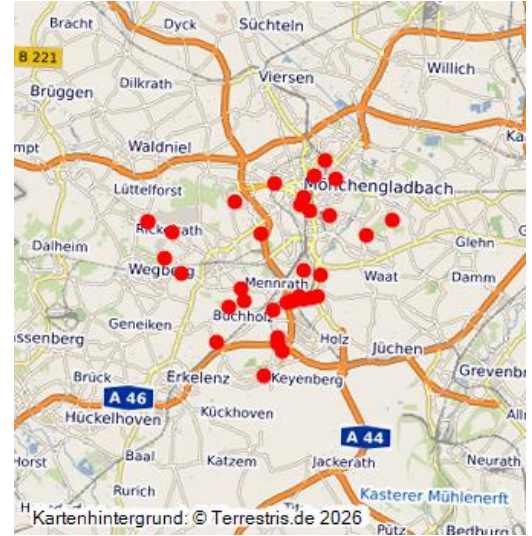 Bracht
Dyck
Süchteln
B 221
Willich
Viersen
Dilkrath
Brüggen
Waldniel
Lüttelforst
Mönchengladbach
Dalheim
Glehn
Wegberg
Mennrath
Waat
Damm
Geneiken
Buchholz
Holz
Jüchen
Brück
Erkelenz
Keyenberg
Grevenbr
A 46
Hückelhoven
Kückhoven
A 44
Horst
Baal
Katzem
Jackerath
Neurath
Rurich
Kasterer Mühlenerft
Kartenhintergrund: © Terrestris.de 2026
Pütz
Bedburg